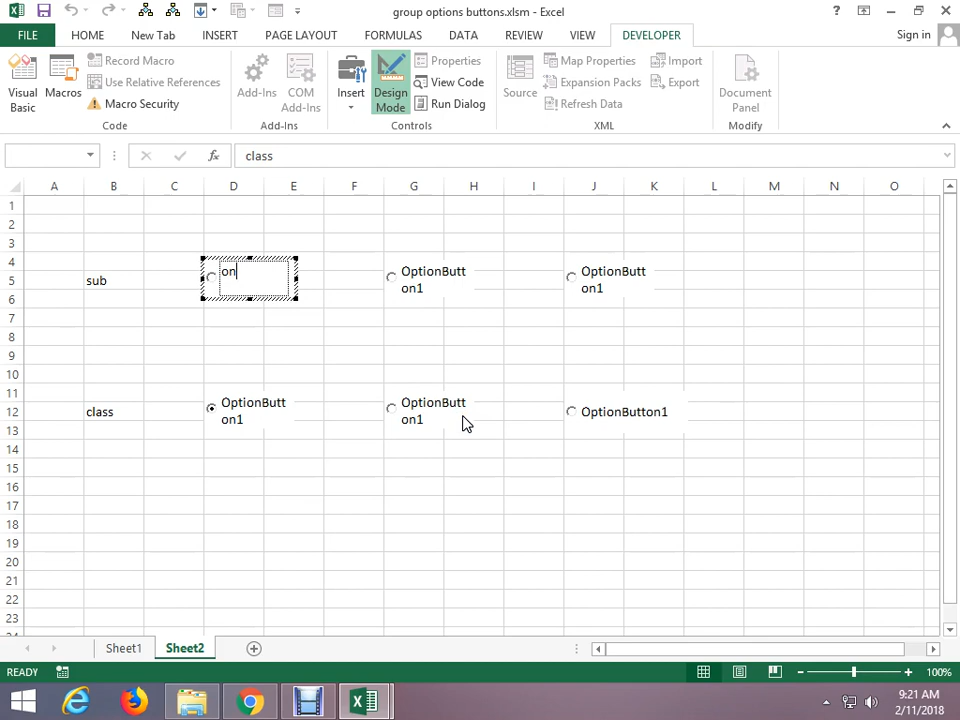 group options buttons.xlsm - Excel
?
FILE HOME New Tab INSERT PAGE LAYOUT FORMULAS DATA REVIEW VIEW DEVELOPER Sign in
Visual Basic
Macros
Record Macro
Use Relative References
Macro Security
Code
Add-Ins
COM Add-Ins
Add-Ins
Insert
Design Mode
Properties
View Code
Run Dialog
Controls
Source
Map Properties
Expansion Packs
Refresh Data
Import
Export
XML
Document Panel
Modify
fx class
A B C D E F G H I J K L M N O
1
2
3
4
5
6
7
8
9
10
11
12
13
14
15
16
17
18
19
20
21
22
23
24
sub
on
OptionButt
on1
OptionButt
on1
class
OptionButt
on1
OptionButt
on1
OptionButton1
Sheet1 Sheet2
READY 100%
9:21 AM
2/11/2018